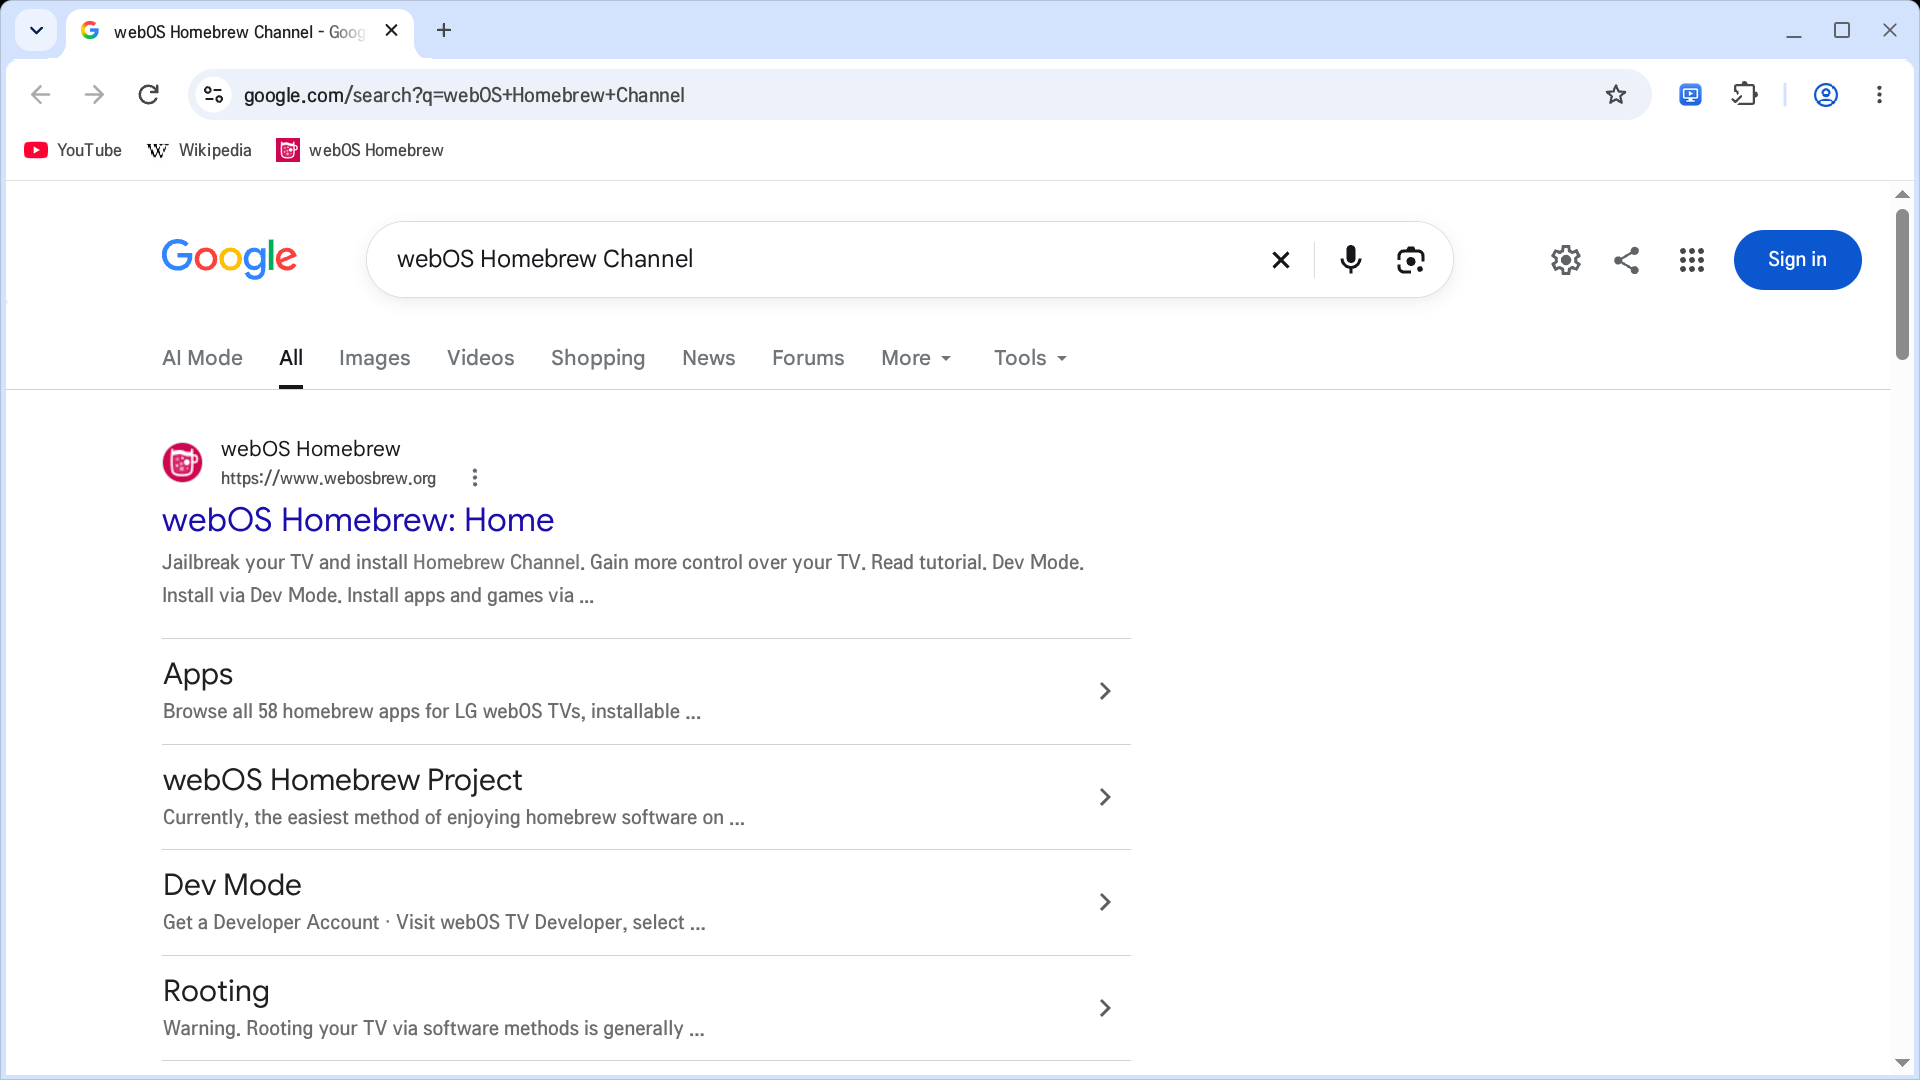 webOS Homebrew Channel - Goog
google.com/search?q=webOS+Homebrew+Channel
YouTube
Wikipedia
webOS Homebrew
Google
webOS Homebrew Channel
Sign in
AI Mode
All
Images
Videos
Shopping
News
Forums
More
Tools
webOS Homebrew
https://www.webosbrew.org
webOS Homebrew: Home
Jailbreak your TV and install Homebrew Channel. Gain more control over your TV. Read tutorial. Dev Mode.
Install via Dev Mode. Install apps and games via ...
Apps
Browse all 58 homebrew apps for LG webOS TVs, installable ...
webOS Homebrew Project
Currently, the easiest method of enjoying homebrew software on ...
Dev Mode
Get a Developer Account · Visit webOS TV Developer, select ...
Rooting
Warning. Rooting your TV via software methods is generally ...